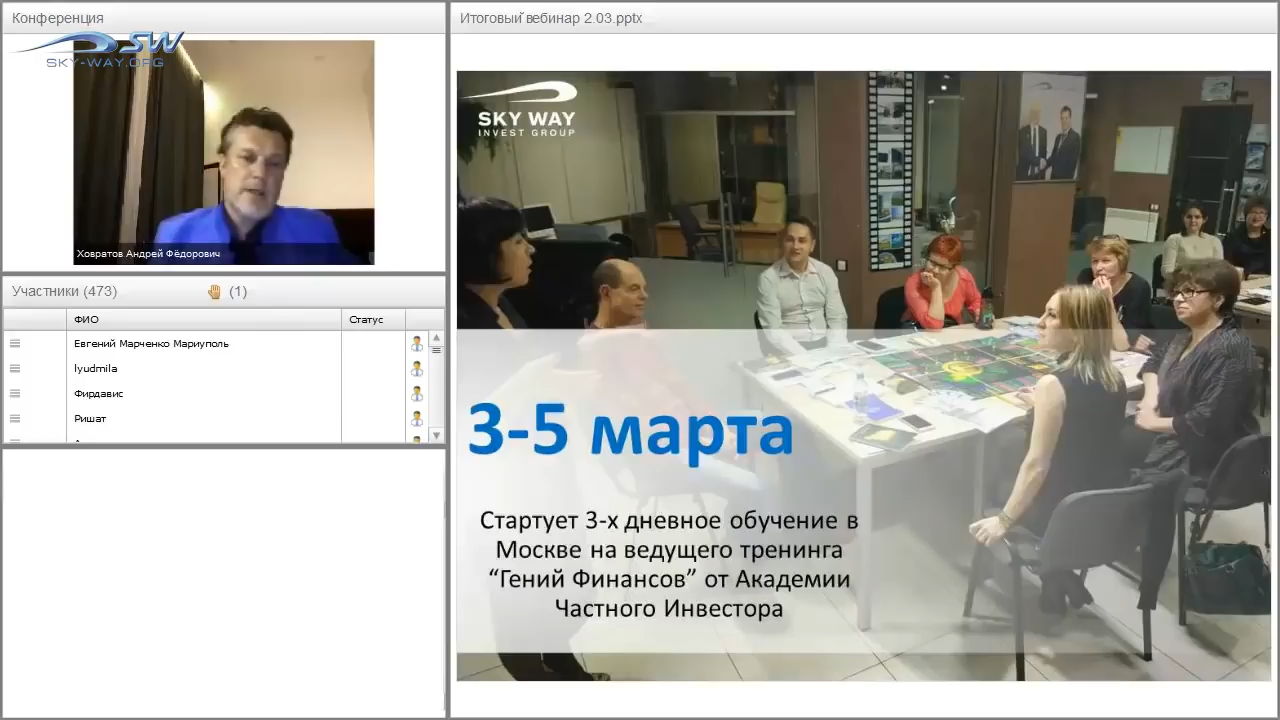 Конференция
SW
SKY-WAY.ORG
Ховратов Андрей Фёдорович
Участники (473)
(1)
ФИО
Статус
Евгений Марченко Мариуполь
lyudmila
Фирдавис
Ришат
Итоговый вебинар 2.03.pptx
SKY WAY
INVEST GROUP
3-5 марта
Стартует 3-х дневное обучение в
Москве на ведущего тренинга
“Гений Финансов” от Академии
Частного Инвестора